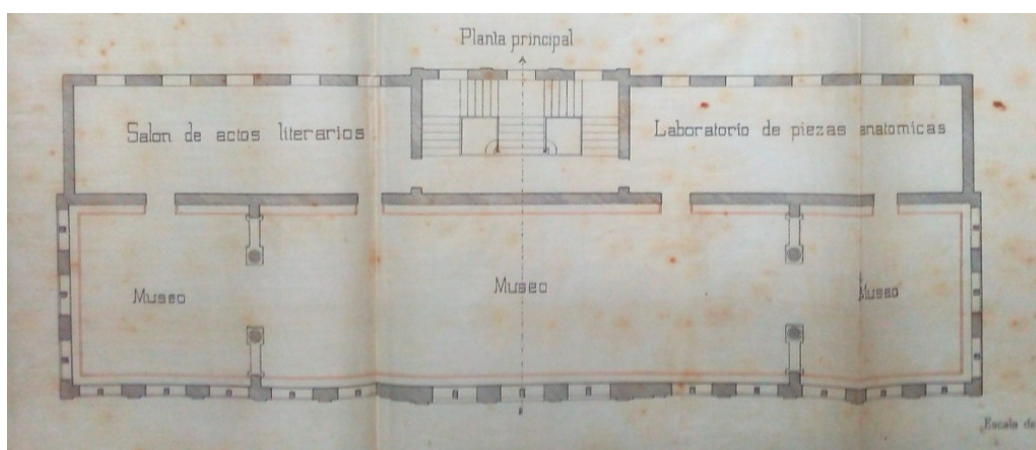 Planta principal
Salon de actos literarios
Laboratorio de piezas anatomicas
Museo
Museo
Museo
Escala de